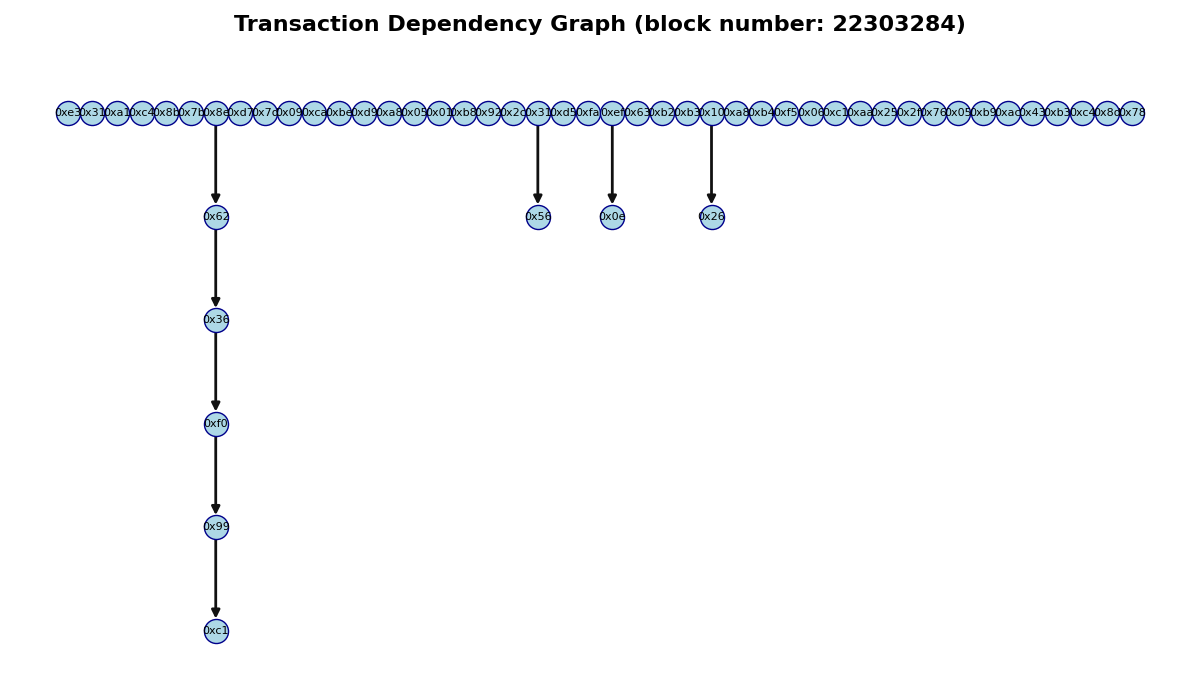 Transaction Dependency Graph (block number: 22303284)
0xe3 0x31 0xa1 0xc4 0x8b 0x7b 0x8e 0xd7 0x7c 0x09 0xca 0xbe 0xd9 0xa8 0x05 0x01 0xb8 0x92 0x2c 0x31 0xd5 0xfa 0xef 0x63 0xb2 0xb3 0x10 0xa8 0xb4 0xf5 0x06 0xc1 0xaa 0x25 0x2f 0x76 0x05 0xb9 0xac 0x43 0xb3 0xc4 0x8d 0x78
0x62 0x56 0x0e 0x26
0x36
0xf0
0x99
0xc1